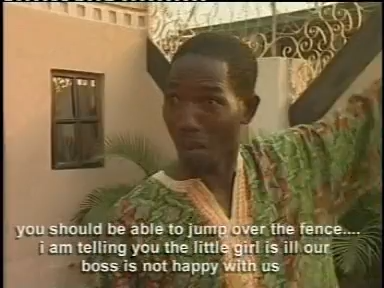 you should be able to jump over the fence....
i am telling you the little girl is ill our
boss is not happy with us